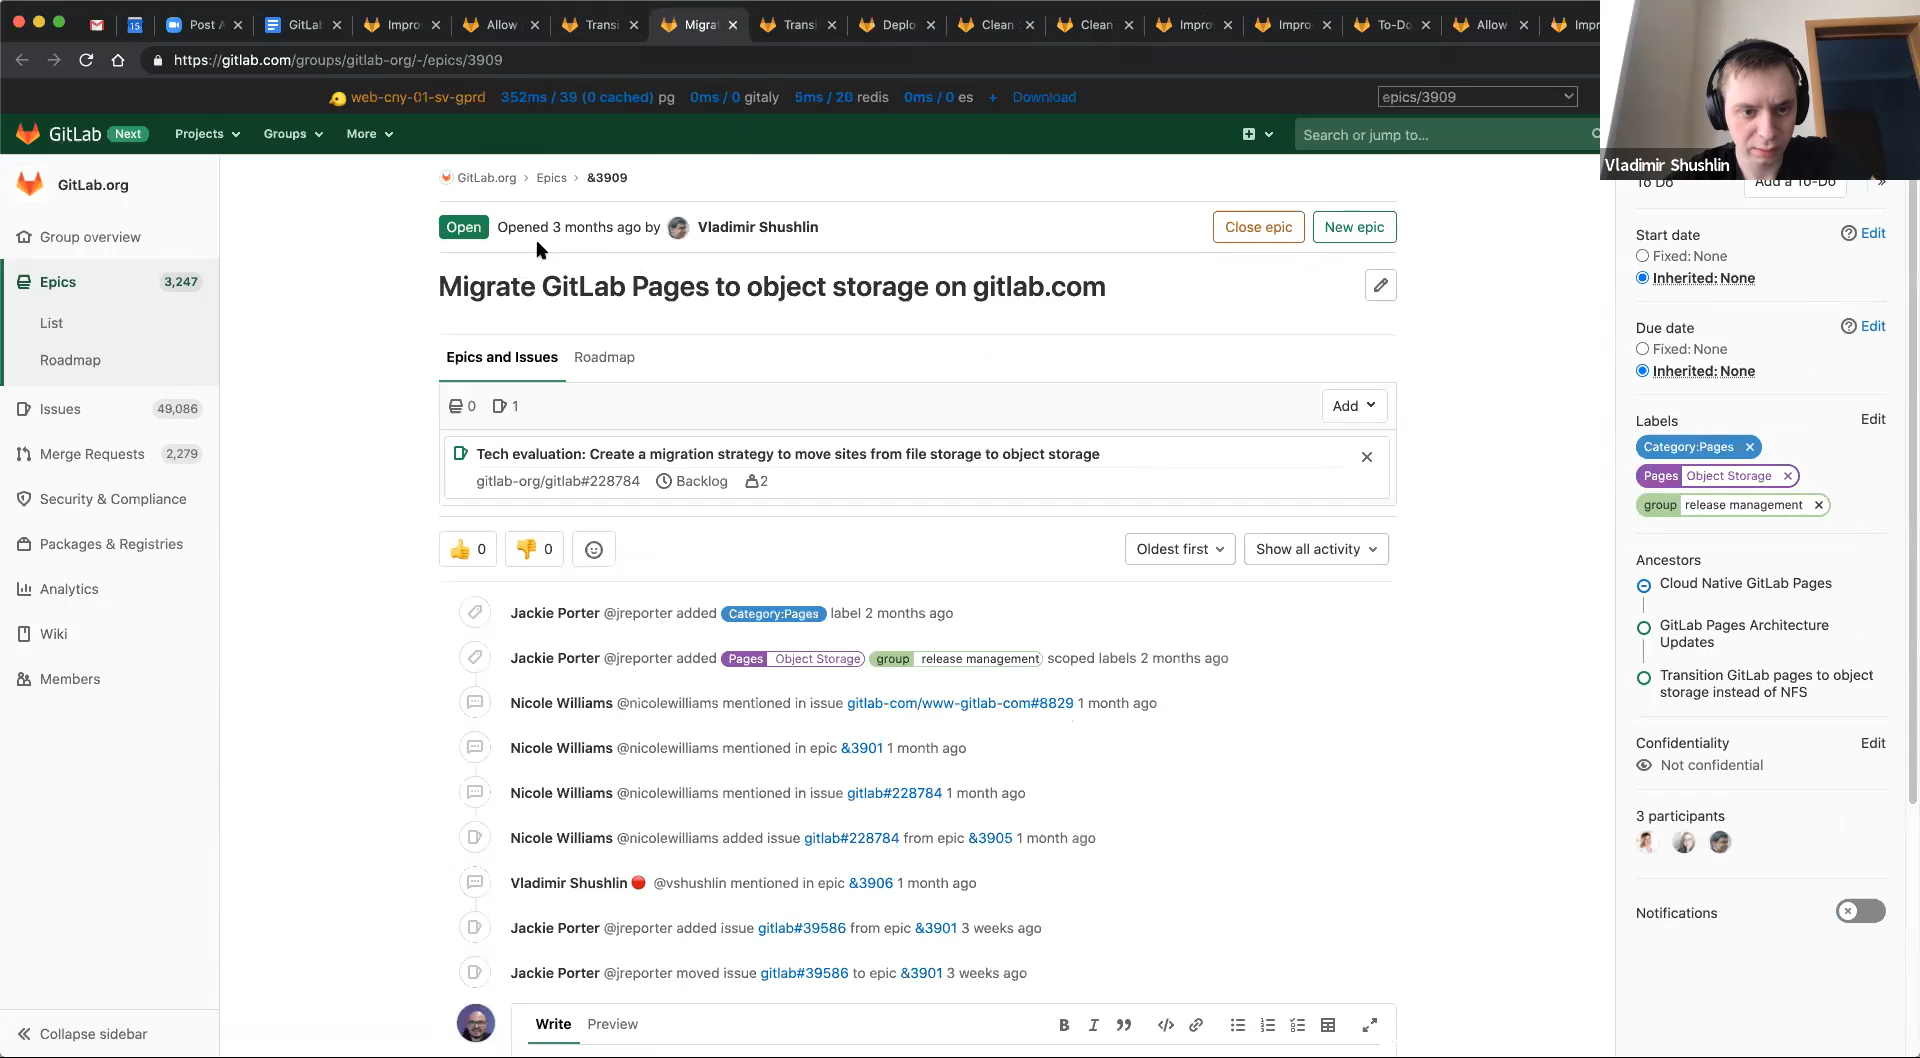 Post A
GitLa
Impro
Allow
Transi
Migrat
Transi
Deplo
Clean
Clean
Impro
Impro
To-Do
Allow
Impr
https://gitlab.com/groups/gitlab-org/-/epics/3909
web-cny-01-sv-gprd 352ms / 39 (0 cached) pg 0ms / 0 gitaly 5ms / 20 redis 0ms / 0 es + Download epics/3909
GitLab Next Projects Groups More Search or jump to...
Vladimir Shushlin
GitLab.org
Group overview
Epics 3,247
List
Roadmap
Issues 49,086
Merge Requests 2,279
Security & Compliance
Packages & Registries
Analytics
Wiki
Members
Collapse sidebar
GitLab.org > Epics > &3909
Open Opened 3 months ago by Vladimir Shushlin Close epic New epic
Migrate GitLab Pages to object storage on gitlab.com
Epics and Issues Roadmap
0 1 Add
Tech evaluation: Create a migration strategy to move sites from file storage to object storage
gitlab-org/gitlab#228784 Backlog 2
0 0 Oldest first Show all activity
Jackie Porter @jreporter added Category:Pages label 2 months ago
Jackie Porter @jreporter added Pages Object Storage group release management scoped labels 2 months ago
Nicole Williams @nicolewilliams mentioned in issue gitlab-com/www-gitlab-com#8829 1 month ago
Nicole Williams @nicolewilliams mentioned in epic &3901 1 month ago
Nicole Williams @nicolewilliams mentioned in issue gitlab#228784 1 month ago
Nicole Williams @nicolewilliams added issue gitlab#228784 from epic &3905 1 month ago
Vladimir Shushlin @vshushlin mentioned in epic &3906 1 month ago
Jackie Porter @jreporter added issue gitlab#39586 from epic &3901 3 weeks ago
Jackie Porter @jreporter moved issue gitlab#39586 to epic &3901 3 weeks ago
Write Preview
To Do Add a To-Do
Start date Edit
Fixed: None
Inherited: None
Due date Edit
Fixed: None
Inherited: None
Labels Edit
Category:Pages
Pages Object Storage
group release management
Ancestors
Cloud Native GitLab Pages
GitLab Pages Architecture
Updates
Transition GitLab pages to object
storage instead of NFS
Confidentiality Edit
Not confidential
3 participants
Notifications